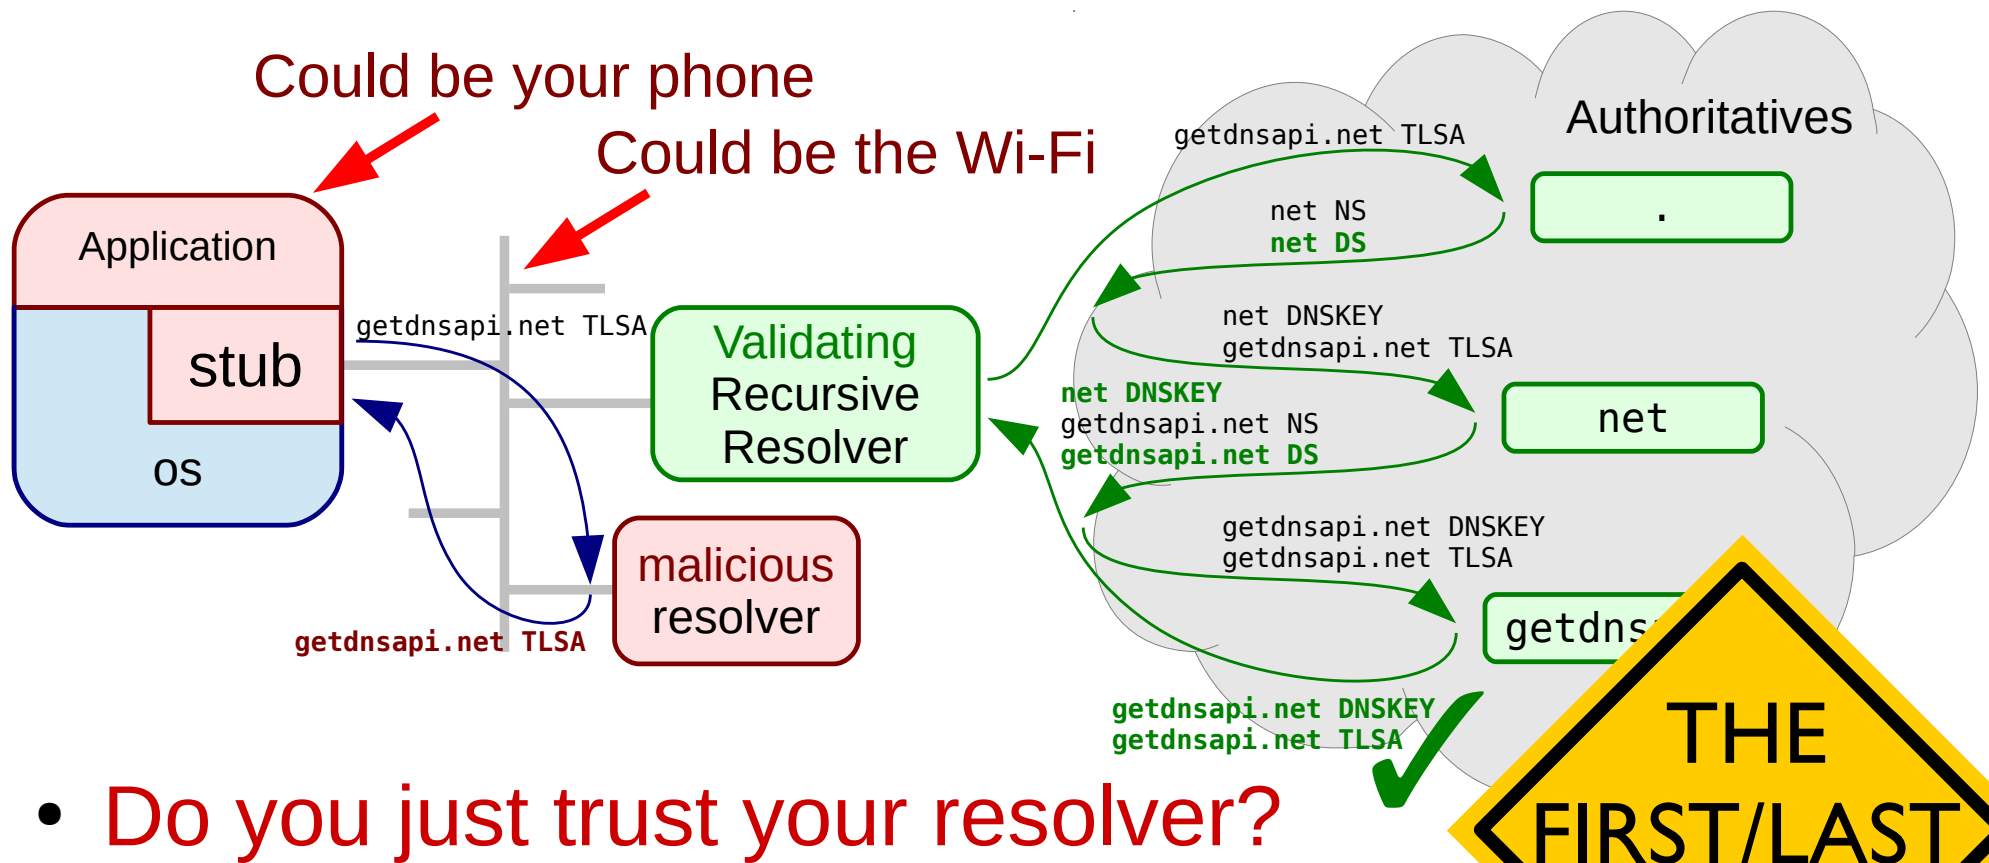 Could be your phone
Could be the Wi-Fi
Application
stub
os
getdnsapi.net TLSA
getdnsapi.net TLSA
Validating
Recursive
Resolver
malicious
resolver
Authoritatives
getdnsapi.net TLSA
.
net NS
net DS
net DNSKEY
getdnsapi.net TLSA
net
net DNSKEY
getdnsapi.net NS
getdnsapi.net DS
getdnsapi.net DNSKEY
getdnsapi.net TLSA
getdnsapi.net DNSKEY
getdnsapi.net TLSA
THE
FIRST/LAST
• Do you just trust your resolver?